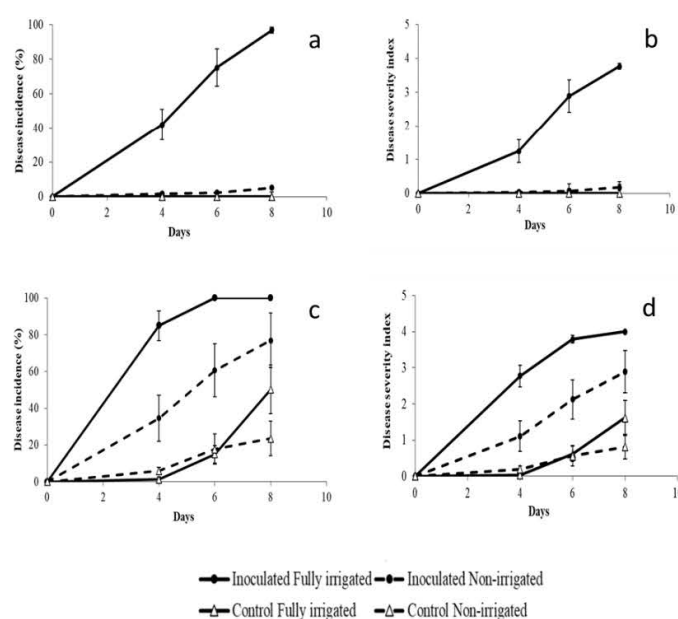 a
Disease incidence (%)
100
80
60
40
20
0
0 2 4 6 8 10
Days
b
Disease severity index
5
4
3
2
1
0
0 2 4 6 8 10
Days
c
Disease incidence (%)
100
80
60
40
20
0
0 2 4 6 8 10
Days
d
Disease severity index
5
4
3
2
1
0
0 2 4 6 8 10
Days
Inoculated Fully irrigated
Inoculated Non-irrigated
Control Fully irrigated
Control Non-irrigated